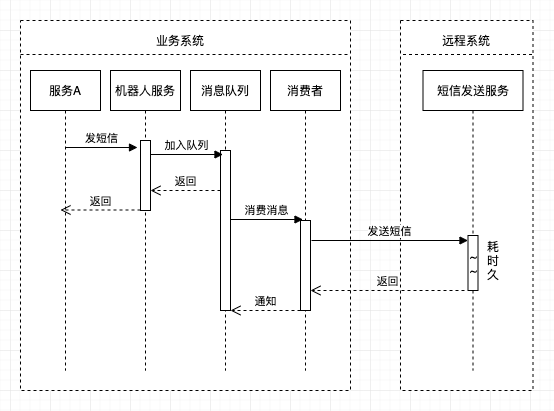 业务系统
远程系统
服务A
机器人服务
消息队列
消费者
短信发送服务
发短信
加入队列
返回
返回
消费消息
发送短信
耗
时
久
~
~
返回
通知